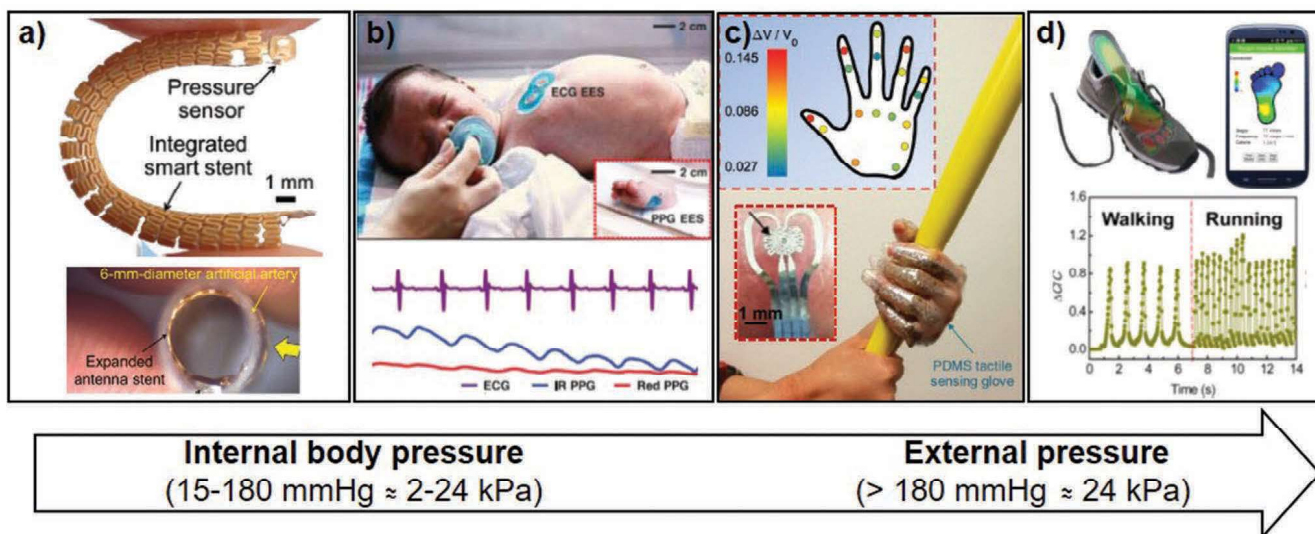 a)
Pressure
sensor
Integrated
smart stent
1 mm
6-mm-diameter artificial artery
Expanded
antenna stent
b)
2 cm
ECG EES
2 cm
PPG EES
ECG
IR PPG
Red PPG
c)
ΔV / V0
0.145
0.086
0.027
1 mm
PDMS tactile
sensing glove
d)
Walking
Running
ΔC/C
1.6
1.2
0.8
0.4
0.0
0 2 4 6 8 10 12 14
Time (s)
Internal body pressure
(15-180 mmHg ≈ 2-24 kPa)
External pressure
(> 180 mmHg ≈ 24 kPa)